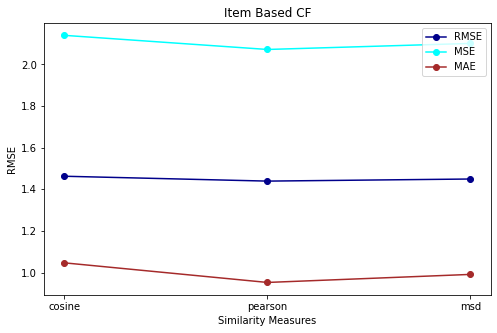 Item Based CF
RMSE
MSE
MAE
RMSE
2.0
1.8
1.6
1.4
1.2
1.0
cosine
pearson
msd
Similarity Measures